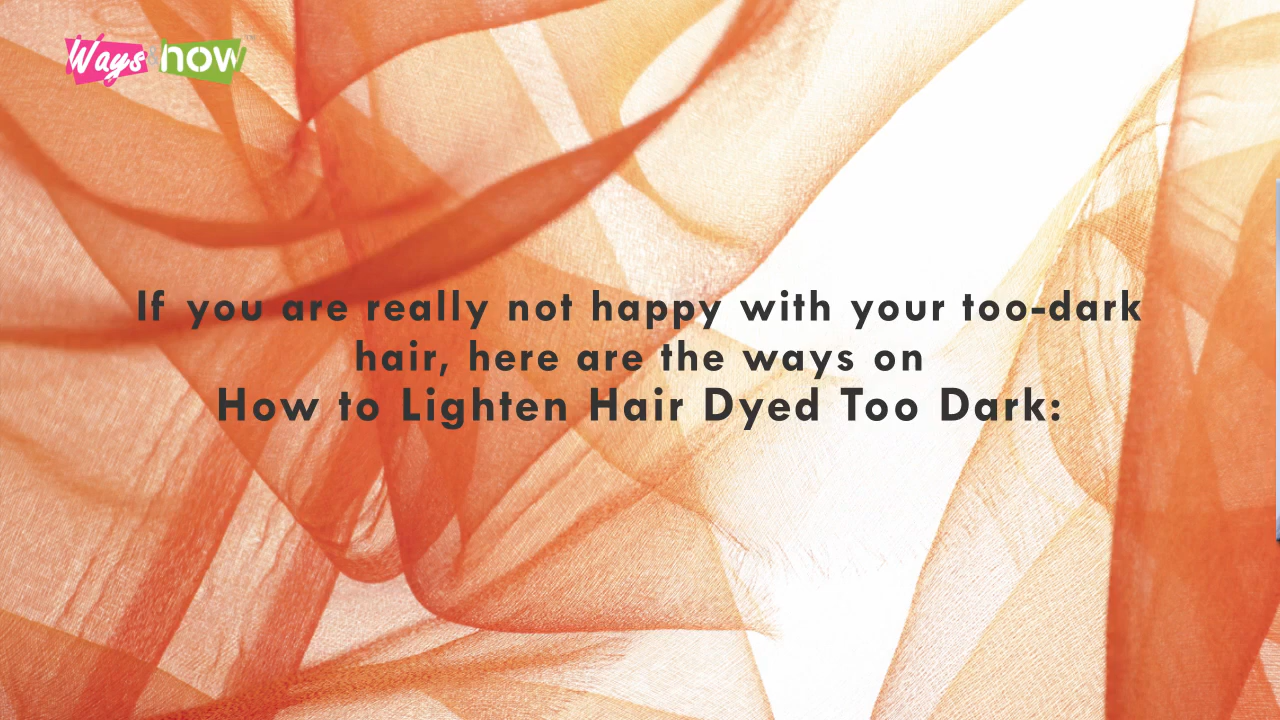 Ways now
If you are really not happy with your too-dark
hair, here are the ways on
How to Lighten Hair Dyed Too Dark: